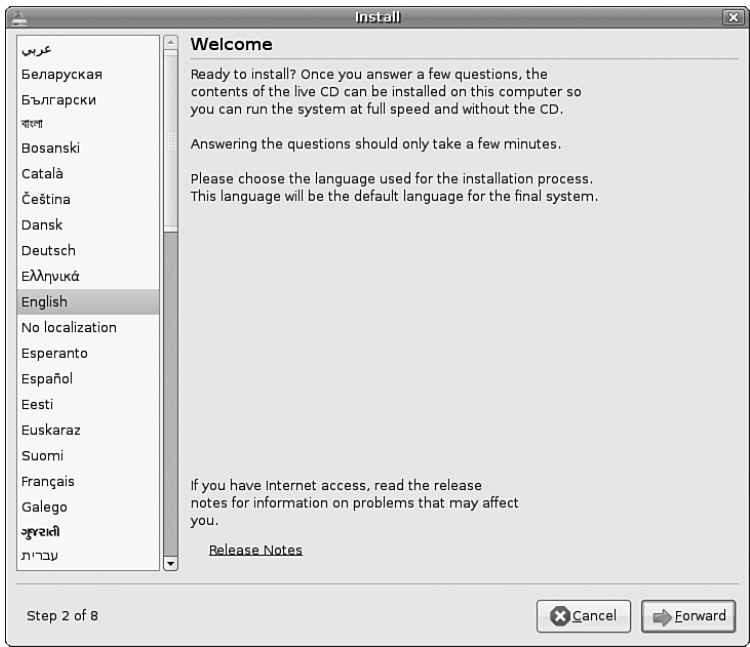 Install
عربي
Беларуская
Български
বাংলা
Bosanski
Català
Čeština
Dansk
Deutsch
Ελληνικά
English
No localization
Esperanto
Español
Eesti
Euskaraz
Suomi
Français
Galego
ગુજરાતી
עברית
Welcome
Ready to install? Once you answer a few questions, the
contents of the live CD can be installed on this computer so
you can run the system at full speed and without the CD.
Answering the questions should only take a few minutes.
Please choose the language used for the installation process.
This language will be the default language for the final system.
If you have Internet access, read the release
notes for information on problems that may affect
you.
Release Notes
Step 2 of 8
Cancel
Forward